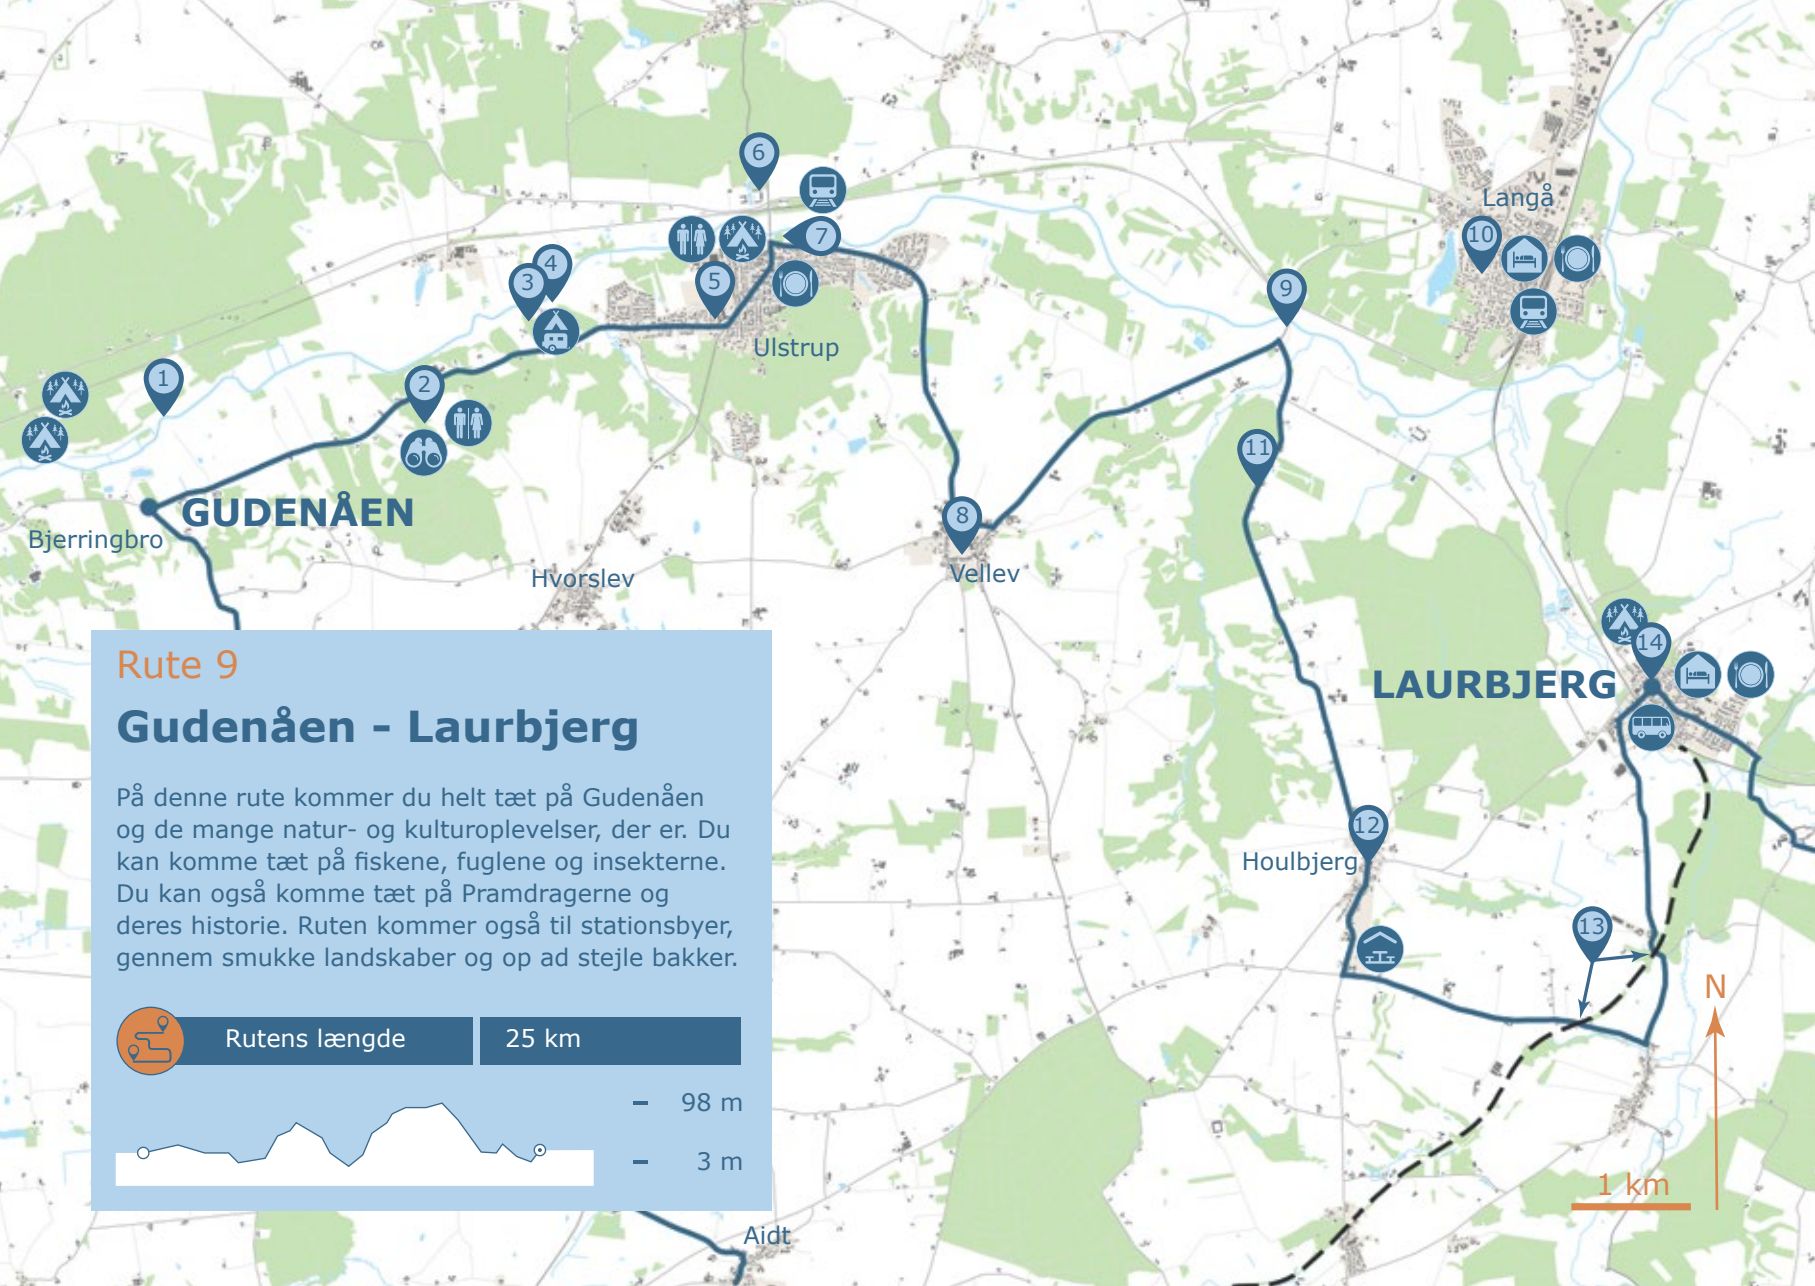 6
Langå
10
7
4
3
5
9
Ulstrup
1
2
11
GUDENÅEN
Bjerringbro
8
Hvorslev
Vellev
14
LAURBJERG
Rute 9
Gudenåen - Laurbjerg
På denne rute kommer du helt tæt på Gudenåen
og de mange natur- og kulturoplevelser, der er. Du
kan komme tæt på fiskene, fuglene og insekterne.
Du kan også komme tæt på Pramdragerne og
deres historie. Ruten kommer også til stationsbyer,
gennem smukke landskaber og op ad stejle bakker.
Rutens længde 25 km
98 m
3 m
12
Houlbjerg
13
N
1 km
Aidt